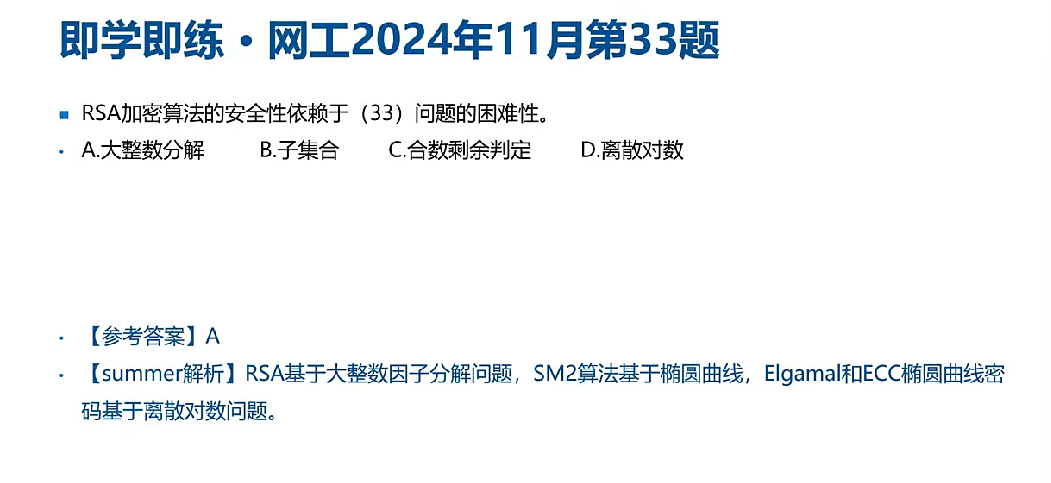 即学即练·网工2024年11月第33题
RSA加密算法的安全性依赖于（33）问题的困难性。
A.大整数分解 B.子集合 C.合数剩余判定 D.离散对数
【参考答案】A
【summer解析】RSA基于大整数因子分解问题，SM2算法基于椭圆曲线，Elgamal和ECC椭圆曲线密
码基于离散对数问题。